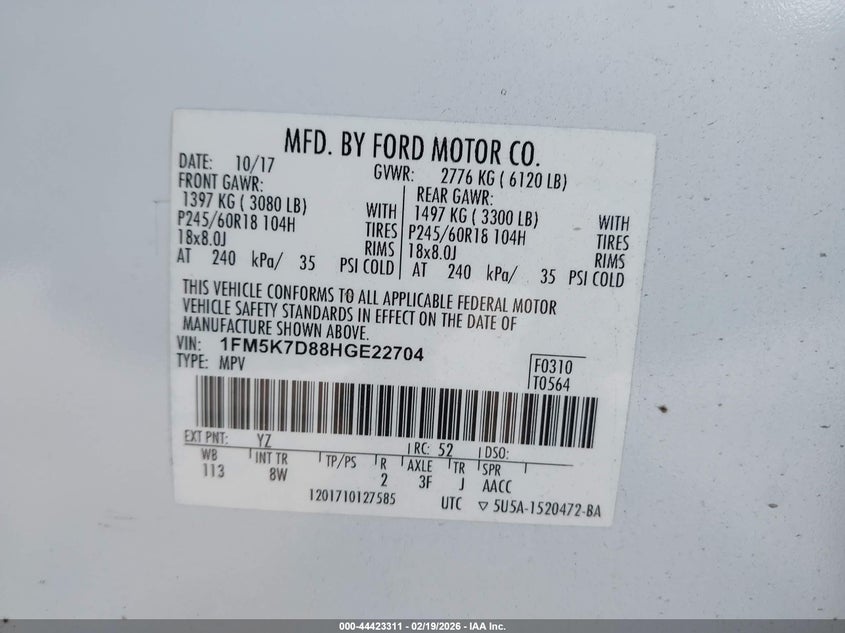 MFD. BY FORD MOTOR CO.
DATE: 10/17 GVWR: 2776 KG ( 6120 LB)
FRONT GAWR: REAR GAWR:
1397 KG ( 3080 LB) WITH 1497 KG ( 3300 LB) WITH
P245/60R18 104H TIRES P245/60R18 104H TIRES
18x8.0J RIMS 18x8.0J RIMS
AT 240 kPa/ 35 PSI COLD AT 240 kPa/ 35 PSI COLD
THIS VEHICLE CONFORMS TO ALL APPLICABLE FEDERAL MOTOR
VEHICLE SAFETY STANDARDS IN EFFECT ON THE DATE OF
MANUFACTURE SHOWN ABOVE.
VIN: 1FM5K7D88HGE22704
TYPE: MPV F0310
T0564
EXT PNT: YZ RC: 52 DSO:
WB INT TR TP/PS R AXLE TR SPR
113 8W 2 3F J AACC
1201710127585 UTC ▽ 5U5A-1520472-BA
000-44423311 - 02/19/2026 - IAA Inc.